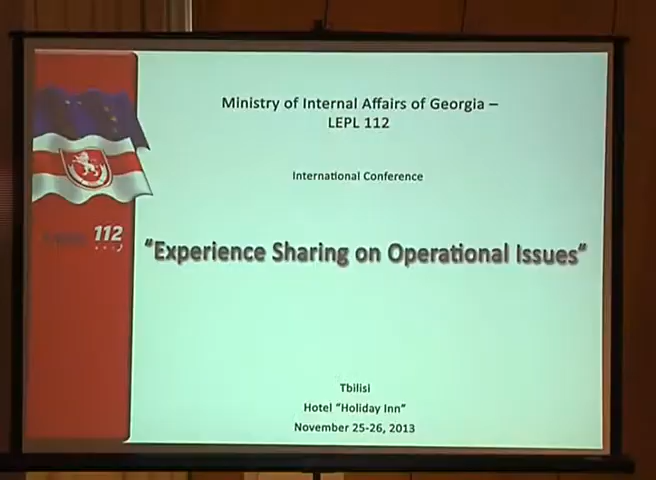 Ministry of Internal Affairs of Georgia –
LEPL 112
International Conference
112
"Experience Sharing on Operational Issues"
Tbilisi
Hotel "Holiday Inn"
November 25-26, 2013